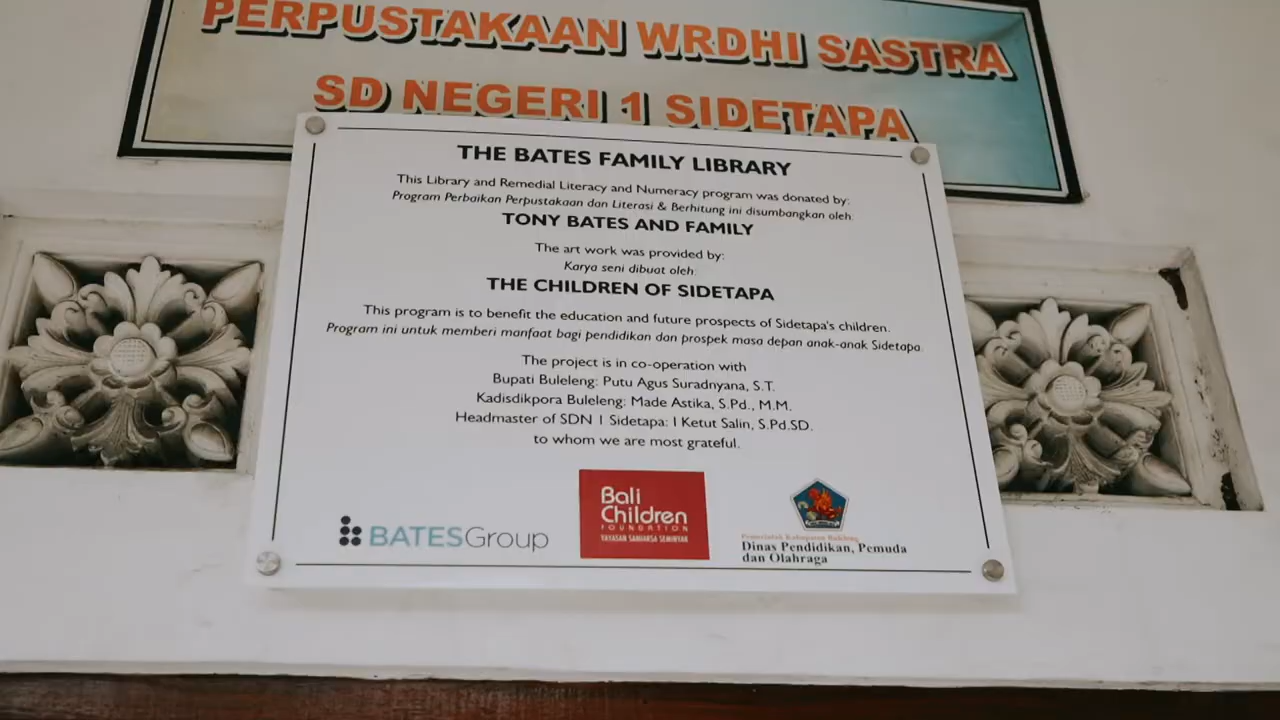 PERPUSTAKAAN WRDHI SASTRA
SD NEGERI 1 SIDETAPA
THE BATES FAMILY LIBRARY
This Library and Remedial Literacy and Numeracy program was donated by:
Program Perbaikan Perpustakaan dan Literasi & Berhitung ini disumbangkan oleh:
TONY BATES AND FAMILY
The art work was provided by:
Karya seni dibuat oleh:
THE CHILDREN OF SIDETAPA
This program is to benefit the education and future prospects of Sidetapa's children.
Program ini untuk memberi manfaat bagi pendidikan dan prospek masa depan anak-anak Sidetapa.
The project is in co-operation with
Bupati Buleleng: Putu Agus Suradnyana, S.T.
Kadisdikpora Buleleng: Made Astika, S.Pd., M.M.
Headmaster of SDN 1 Sidetapa: I Ketut Salin, S.Pd.SD.
to whom we are most grateful.
BATESGroup
Bali
Children
FOUNDATION
YAYASAN SANHARSA SEMINYAK
Pemerintah Kabupaten Buleleng
Dinas Pendidikan, Pemuda
dan Olahraga